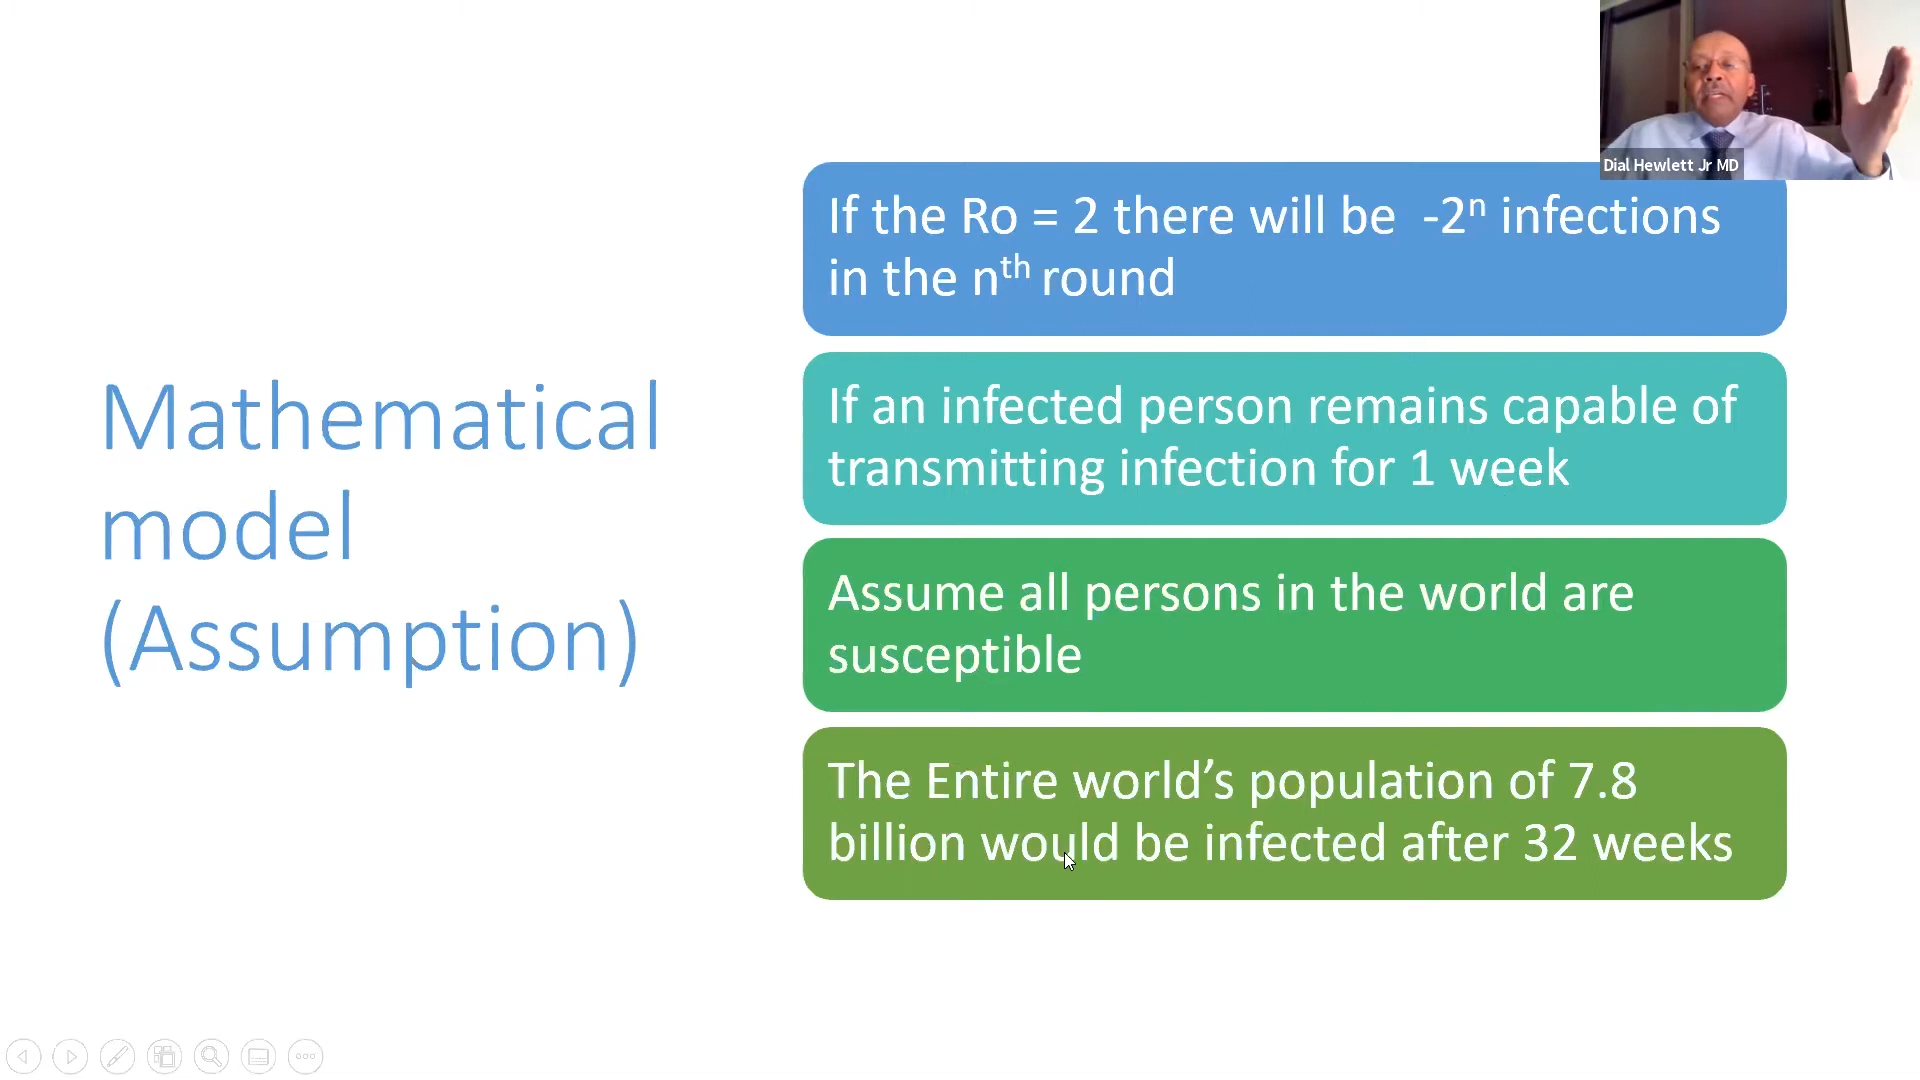 Dial Hewlett Jr MD
If the Ro = 2 there will be -2ⁿ infections
in the nᵗʰ round
If an infected person remains capable of
transmitting infection for 1 week
Mathematical
model
(Assumption)
Assume all persons in the world are
susceptible
The Entire world’s population of 7.8
billion would be infected after 32 weeks